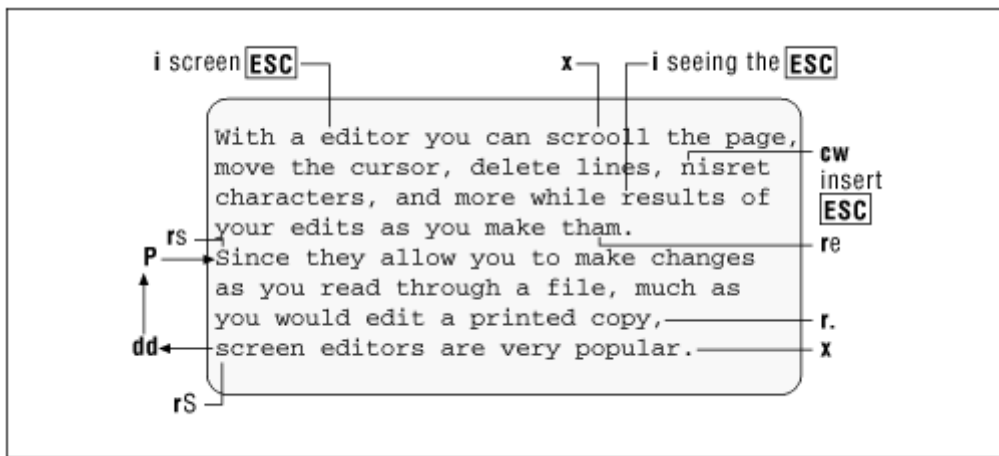 i screen ESC
x
i seeing the ESC
With a editor you can scrooll the page,
move the cursor, delete lines, nisret
characters, and more while results of
your edits as you make tham.
Since they allow you to make changes
as you read through a file, much as
you would edit a printed copy,
screen editors are very popular.
cw
insert
ESC
re
r.
x
rs
P
dd
rS